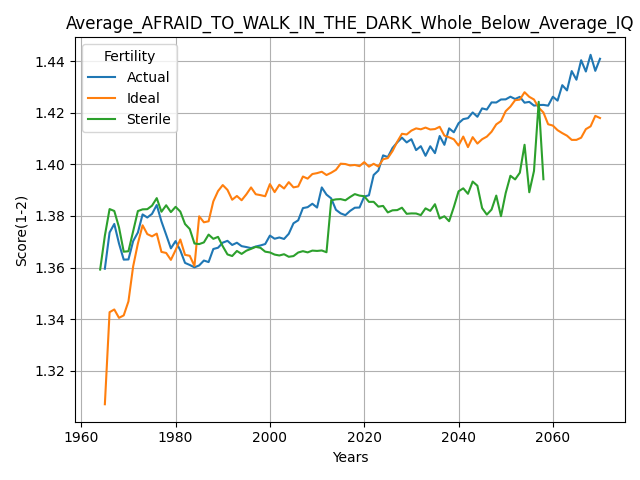 Average_AFRAID_TO_WALK_IN_THE_DARK_Whole_Below_Average_IQ
Fertility
Actual
Ideal
Sterile
Score(1-2)
1.44
1.42
1.40
1.38
1.36
1.34
1.32
1960
1980
2000
2020
2040
2060
Years